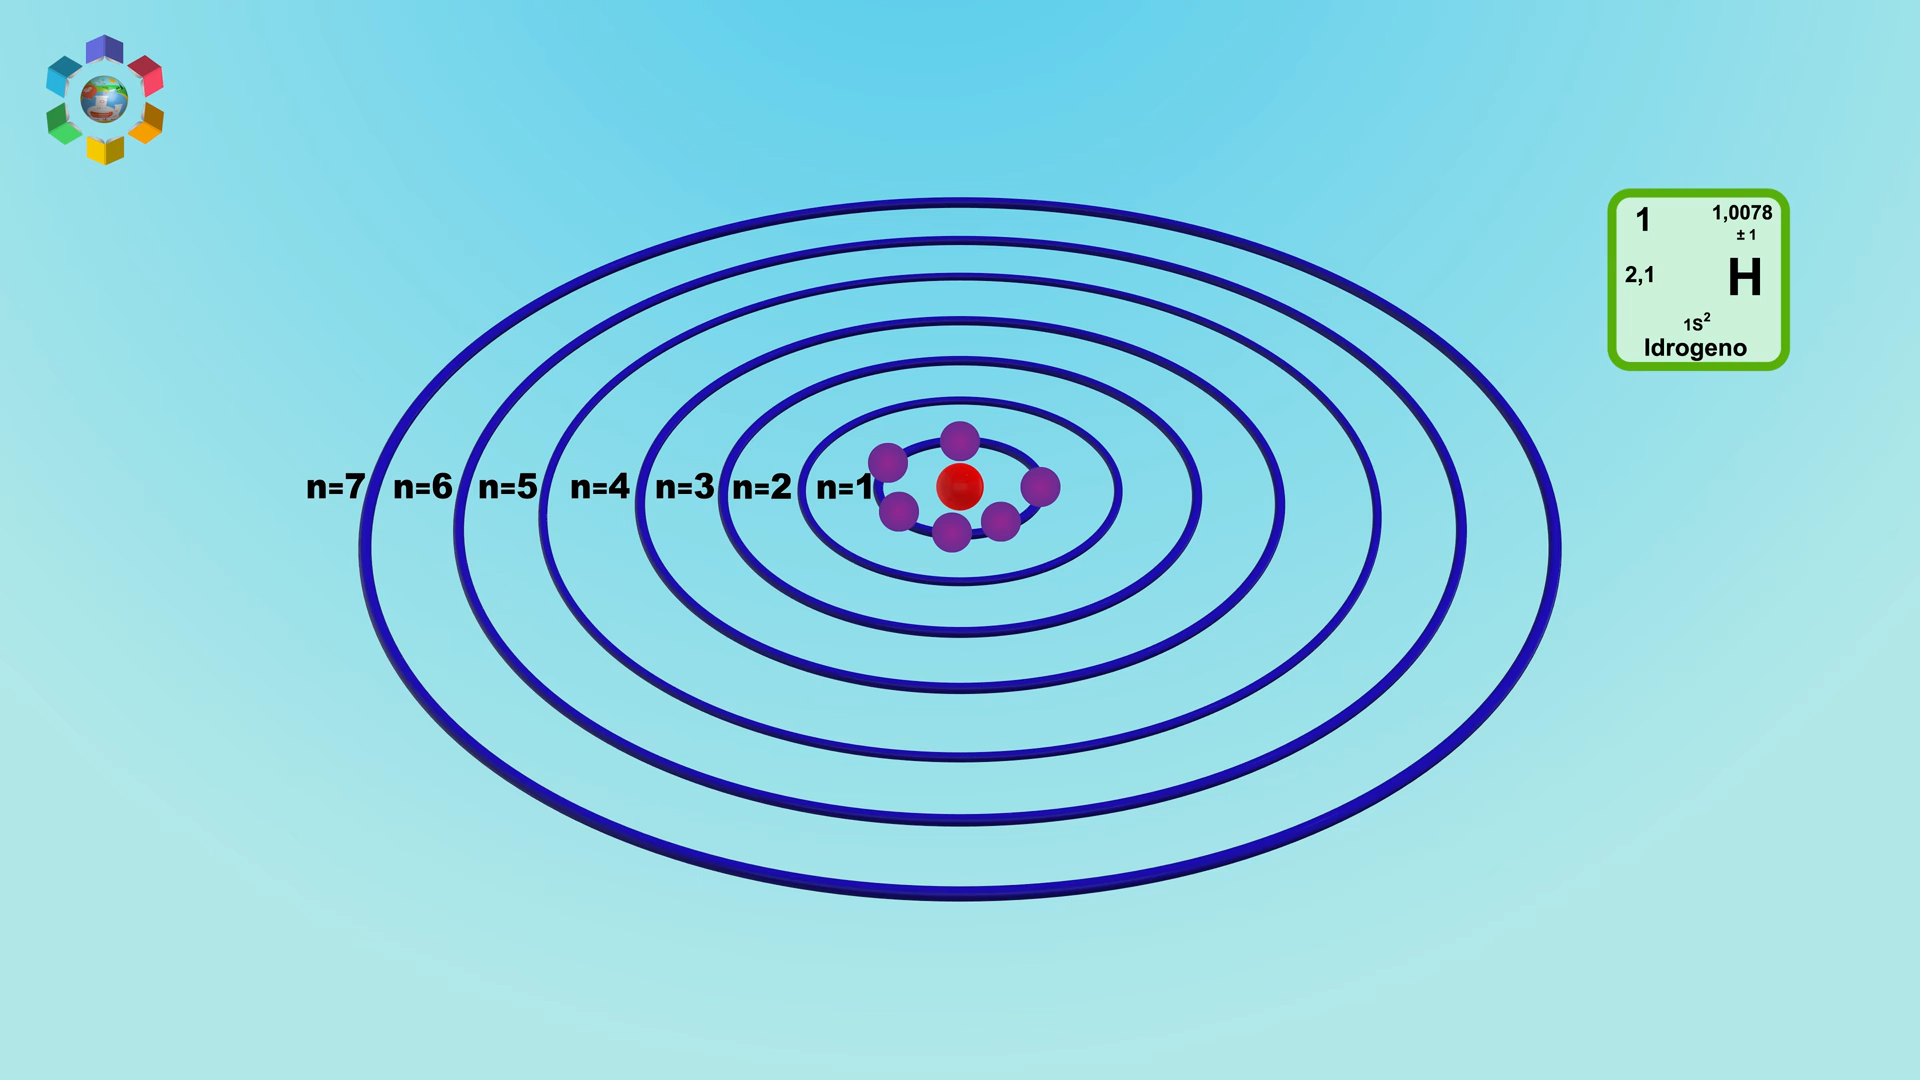 1
1,0078
± 1
2,1
H
1S²
Idrogeno
n=7 n=6 n=5 n=4 n=3 n=2 n=1